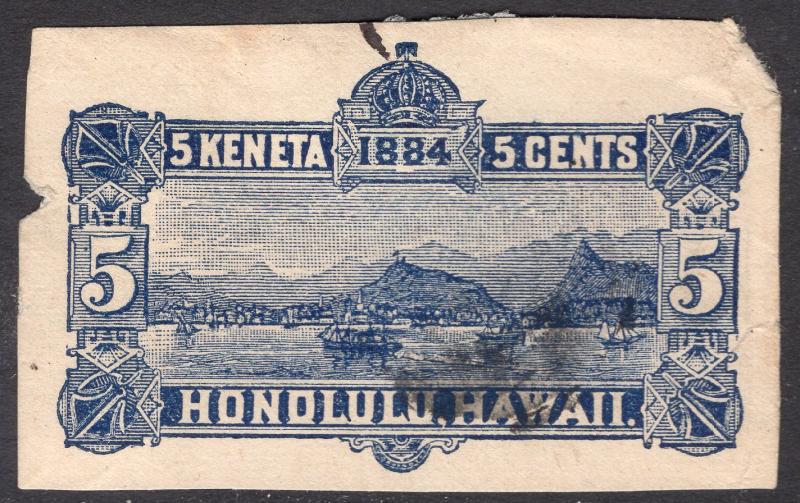 5 KENETA 1884 5 CENTS
5 5
HONOLULU, HAWAII.